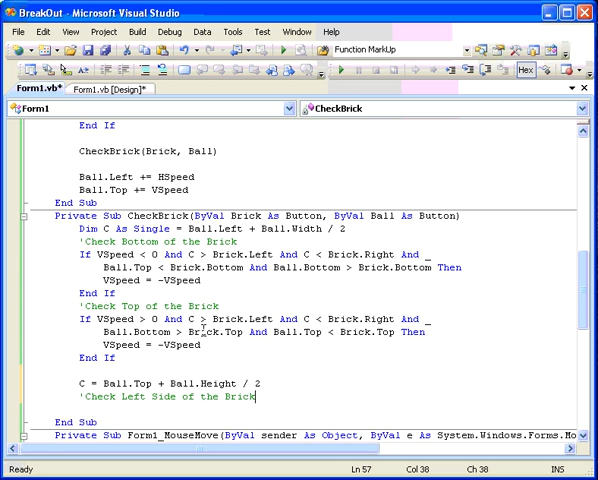 BreakOut - Microsoft Visual Studio
File Edit View Project Build Debug Data Tools Test Window Help
Function MarkUp
Hex
Form1.vb* Form1.vb [Design]*
Form1 CheckBrick
End If
CheckBrick(Brick, Ball)
Ball.Left += HSpeed
Ball.Top += VSpeed
End Sub
Private Sub CheckBrick(ByVal Brick As Button, ByVal Ball As Button)
Dim C As Single = Ball.Left + Ball.Width / 2
'Check Bottom of the Brick
If VSpeed < 0 And C > Brick.Left And C < Brick.Right And _
Ball.Top < Brick.Bottom And Ball.Bottom > Brick.Bottom Then
VSpeed = -VSpeed
End If
'Check Top of the Brick
If VSpeed > 0 And C > Brick.Left And C < Brick.Right And _
Ball.Bottom > Brick.Top And Ball.Top < Brick.Top Then
VSpeed = -VSpeed
End If
C = Ball.Top + Ball.Height / 2
'Check Left Side of the Brick
End Sub
Private Sub Form1_MouseMove(ByVal sender As Object, ByVal e As System.Windows.Forms.Mo
Ready Ln 57 Col 38 Ch 38 INS